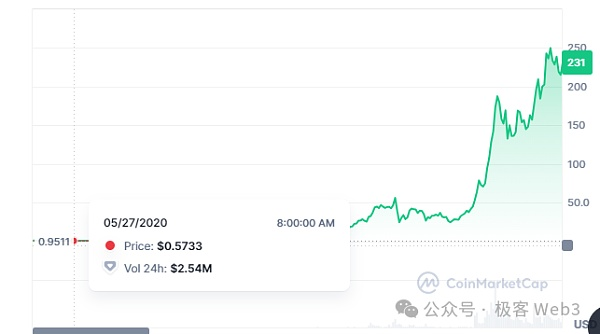 250
231
200
150
100
50.0
0.9511
05/27/2020 8:00:00 AM
Price: $0.5733
Vol 24h: $2.54M
CoinMarketCap
公众号 · 极客 Web3
USD